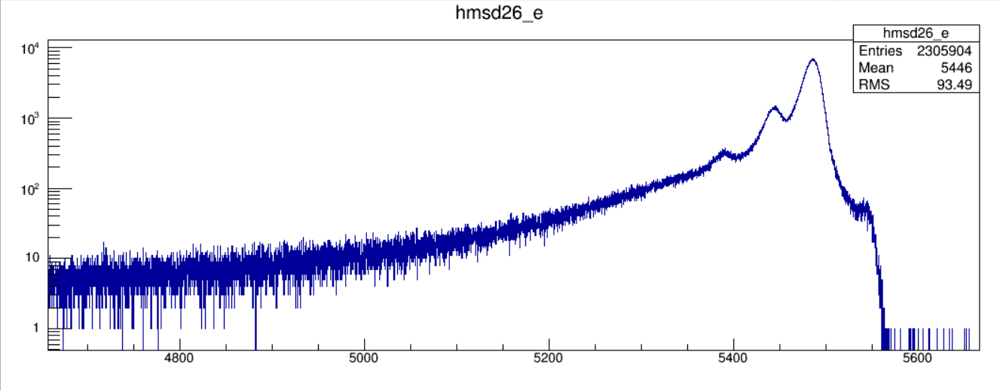 hmsd26_e
hmsd26_e
Entries 2305904
Mean 5446
RMS 93.49
10^4
10^3
10^2
10
1
4800 5000 5200 5400 5600